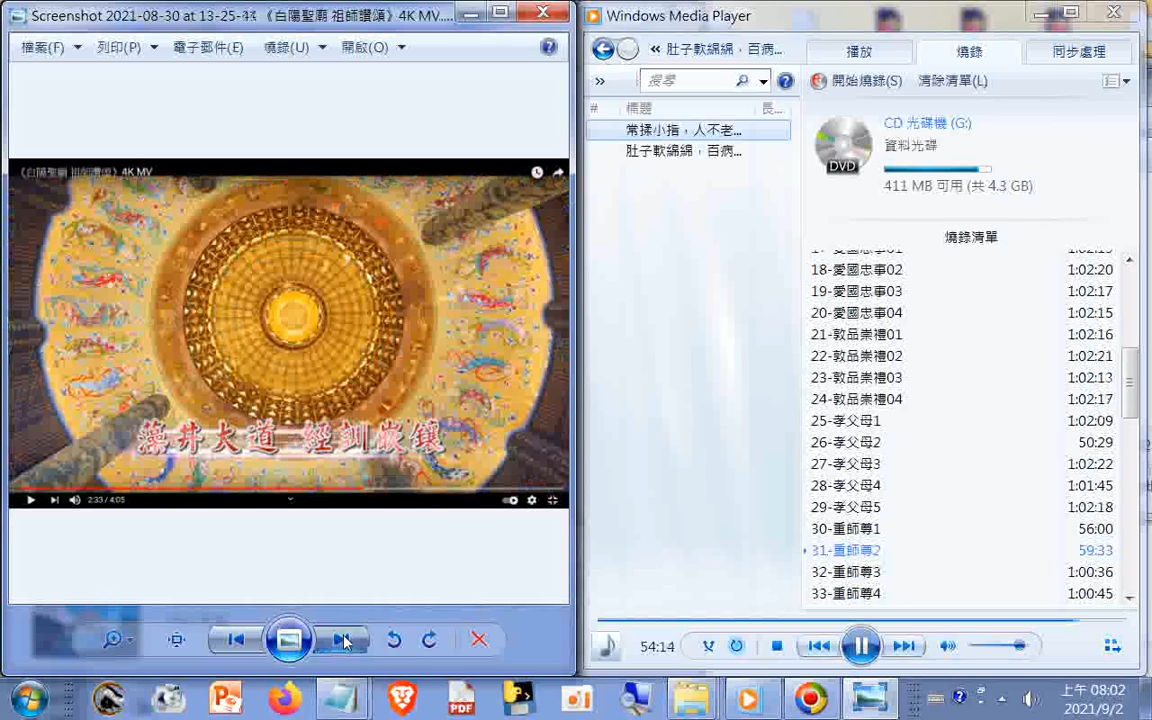 Screenshot 2021-08-30 at 13-25-43 《白陽聖廟 祖師讚頌》4K MV...
檔案(F) 列印(P) 電子郵件(E) 燒錄(U) 開啟(O)
《白陽聖廟 祖師讚頌》4K MV
藻井大道 經訓嵌鑲
2:33 / 4:05
Windows Media Player
肚子軟綿綿，百病...
播放 燒錄 同步處理
搜尋
開始燒錄(S) 清除清單(L)
# 標題 長...
常揉小指，人不老...
肚子軟綿綿，百病...
CD 光碟機 (G:)
資料光碟
DVD
411 MB 可用 (共 4.3 GB)
燒錄清單
18-愛國忠事02 1:02:20
19-愛國忠事03 1:02:17
20-愛國忠事04 1:02:15
21-敦品崇禮01 1:02:16
22-敦品崇禮02 1:02:21
23-敦品崇禮03 1:02:13
24-敦品崇禮04 1:02:17
25-孝父母1 1:02:09
26-孝父母2 50:29
27-孝父母3 1:02:22
28-孝父母4 1:01:45
29-孝父母5 1:02:18
30-重師尊1 56:00
31-重師尊2 59:33
32-重師尊3 1:00:36
33-重師尊4 1:00:45
54:14
PDF
上午 08:02
2021/9/2